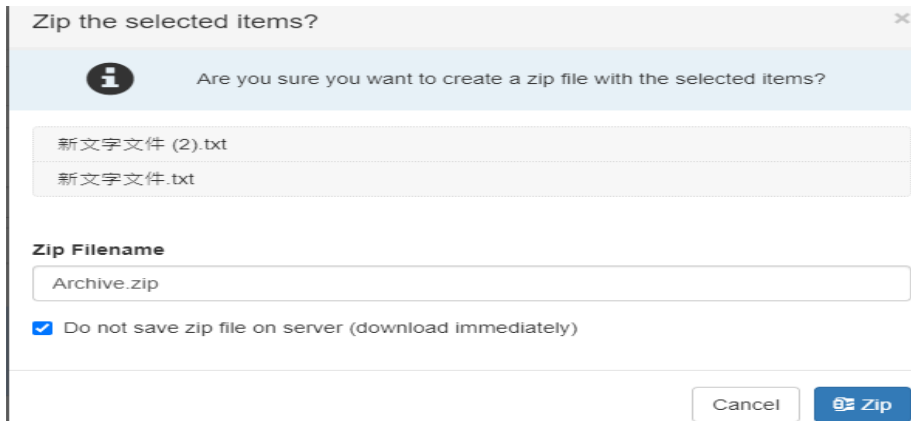 Zip the selected items?
×
Are you sure you want to create a zip file with the selected items?
新文字文件 (2).txt
新文字文件.txt
Zip Filename
Archive.zip
Do not save zip file on server (download immediately)
Cancel
Zip